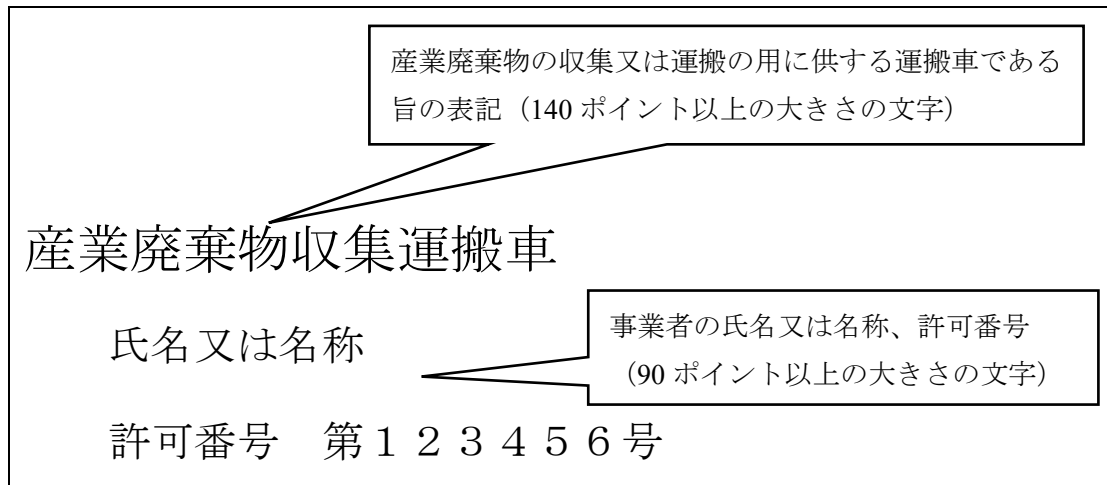 産業廃棄物の収集又は運搬の用に供する運搬車である
旨の表記（140 ポイント以上の大きさの文字）
産業廃棄物収集運搬車
氏名又は名称
事業者の氏名又は名称、許可番号
（90 ポイント以上の大きさの文字）
許可番号　第１２３４５６号